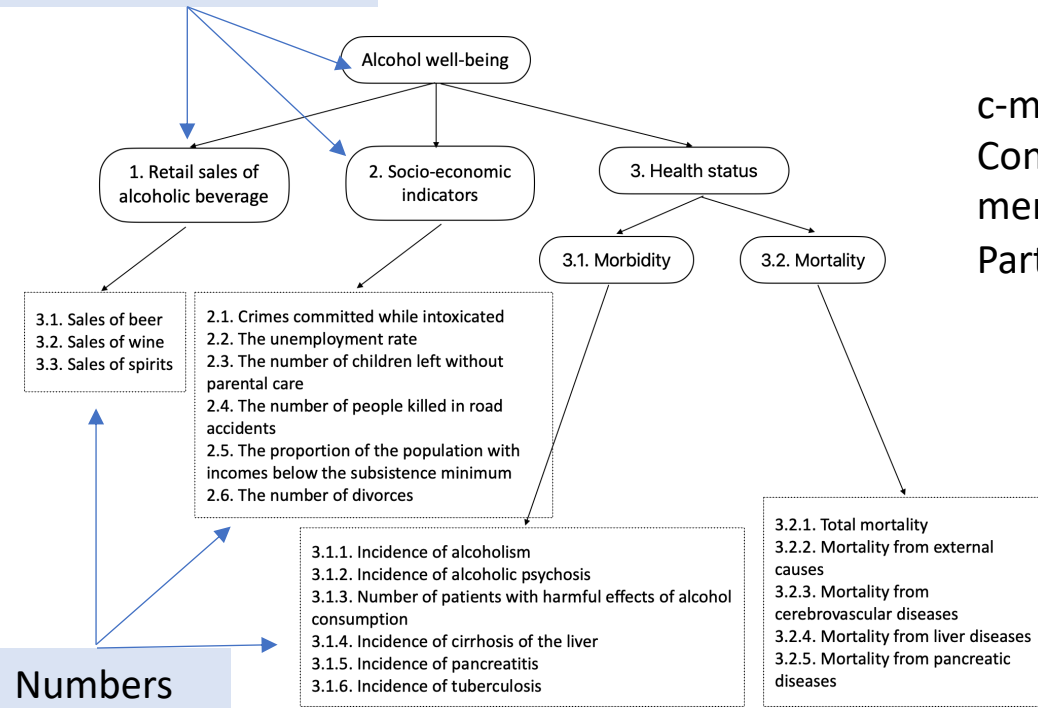 Alcohol well-being
1. Retail sales of
alcoholic beverage
2. Socio-economic
indicators
3. Health status
3.1. Morbidity
3.2. Mortality
3.1. Sales of beer
3.2. Sales of wine
3.3. Sales of spirits
2.1. Crimes committed while intoxicated
2.2. The unemployment rate
2.3. The number of children left without
parental care
2.4. The number of people killed in road
accidents
2.5. The proportion of the population with
incomes below the subsistence minimum
2.6. The number of divorces
3.1.1. Incidence of alcoholism
3.1.2. Incidence of alcoholic psychosis
3.1.3. Number of patients with harmful effects of alcohol
consumption
3.1.4. Incidence of cirrhosis of the liver
3.1.5. Incidence of pancreatitis
3.1.6. Incidence of tuberculosis
3.2.1. Total mortality
3.2.2. Mortality from external
causes
3.2.3. Mortality from
cerebrovascular diseases
3.2.4. Mortality from liver diseases
3.2.5. Mortality from pancreatic
diseases
Numbers
c-m
Con
mer
Part